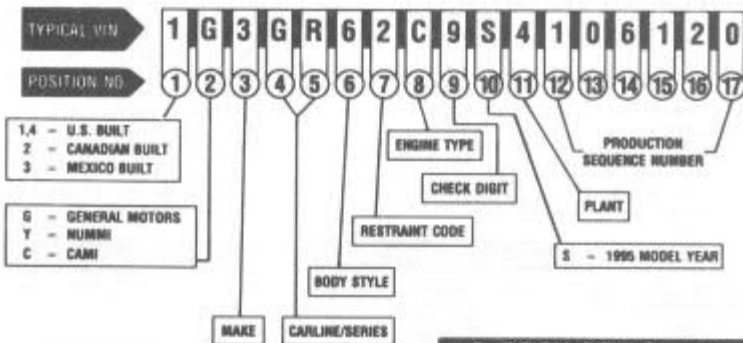 TYPICAL VIN 1 G 3 G R 6 2 C 9 S 4 1 0 6 1 2 0
POSITION NO. 1 2 3 4 5 6 7 8 9 10 11 12 13 14 15 16 17
1,4 – U.S. BUILT
2 – CANADIAN BUILT
3 – MEXICO BUILT
G – GENERAL MOTORS
Y – NUMMI
C – CAMI
MAKE
CARLINE/SERIES
BODY STYLE
RESTRAINT CODE
ENGINE TYPE
CHECK DIGIT
S – 1995 MODEL YEAR
PLANT
PRODUCTION
SEQUENCE NUMBER